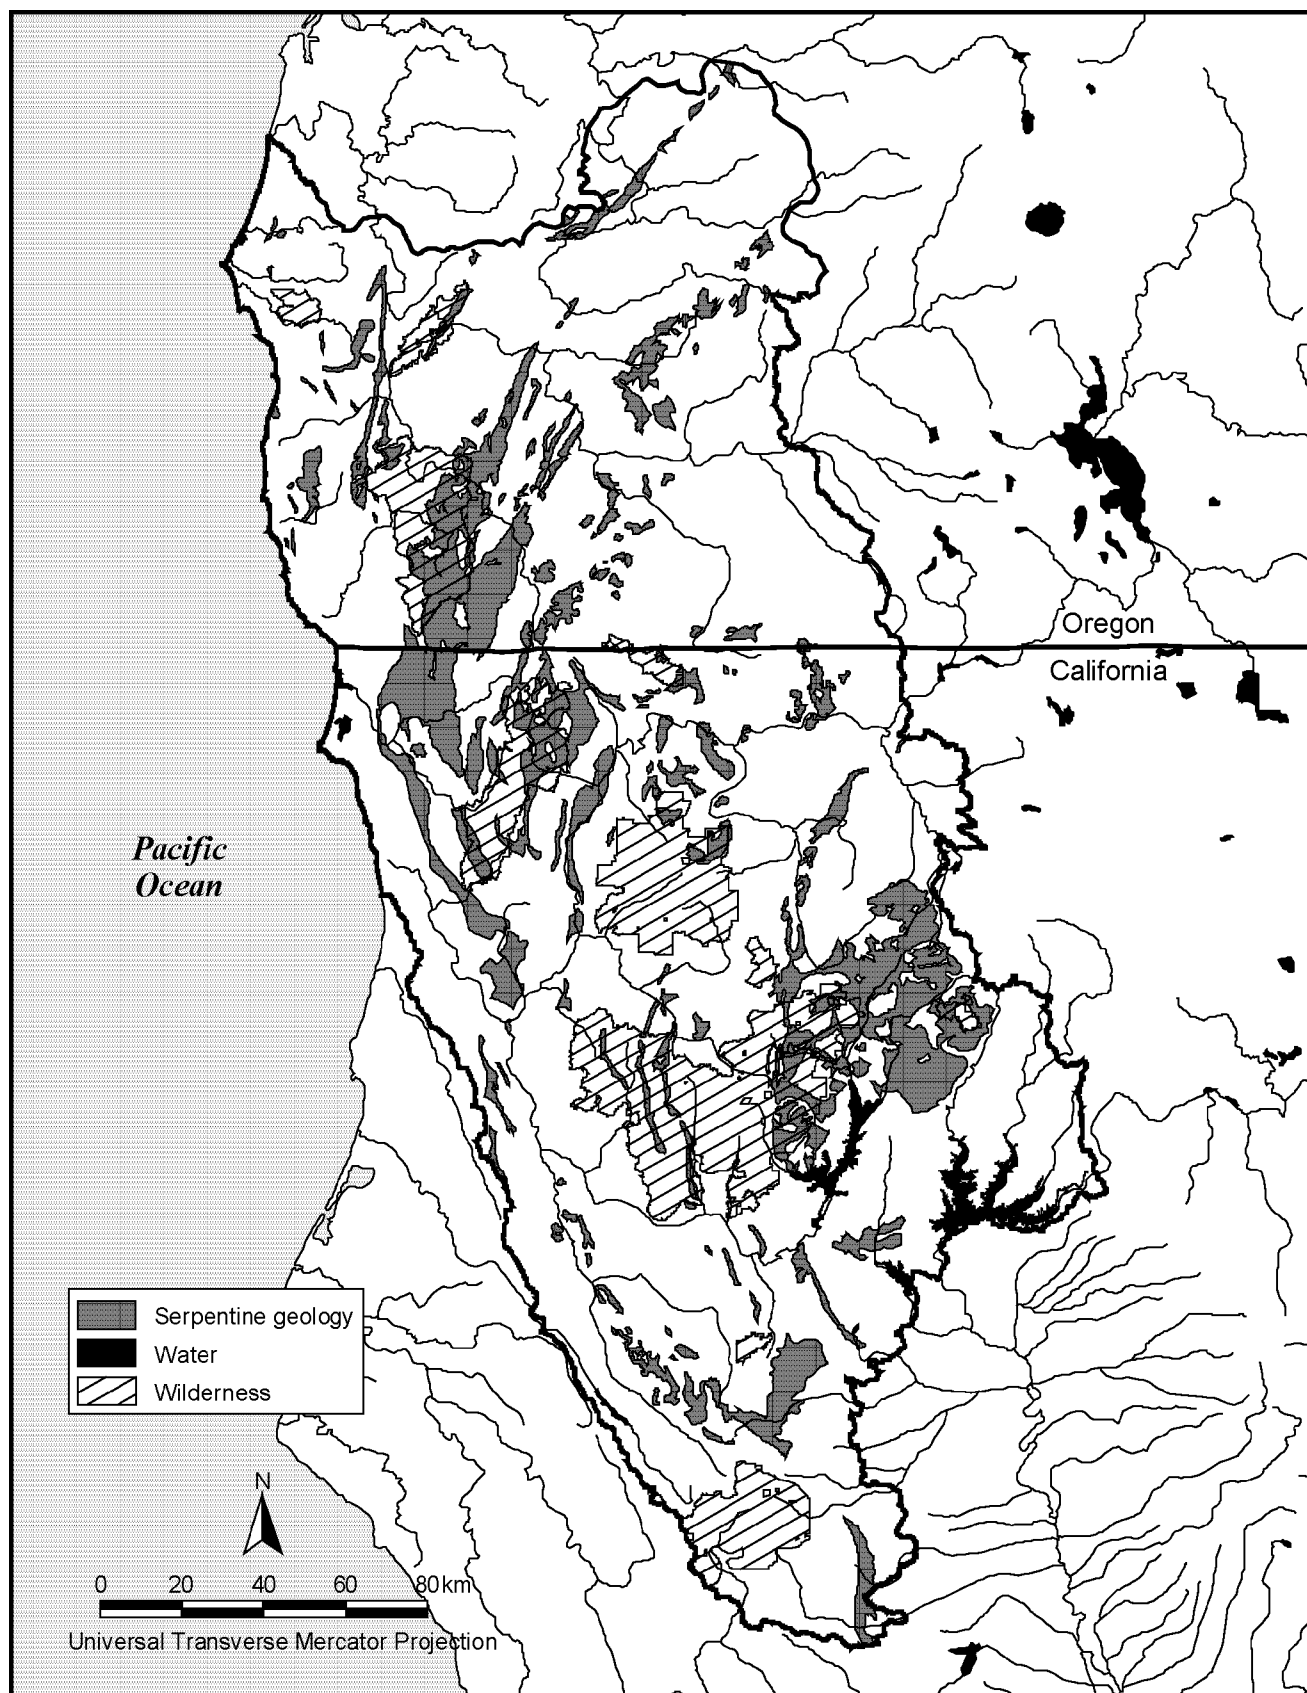 Oregon
California
Pacific
Ocean
Serpentine geology
Water
Wilderness
N
0 20 40 60 80 km
Universal Transverse Mercator Projection